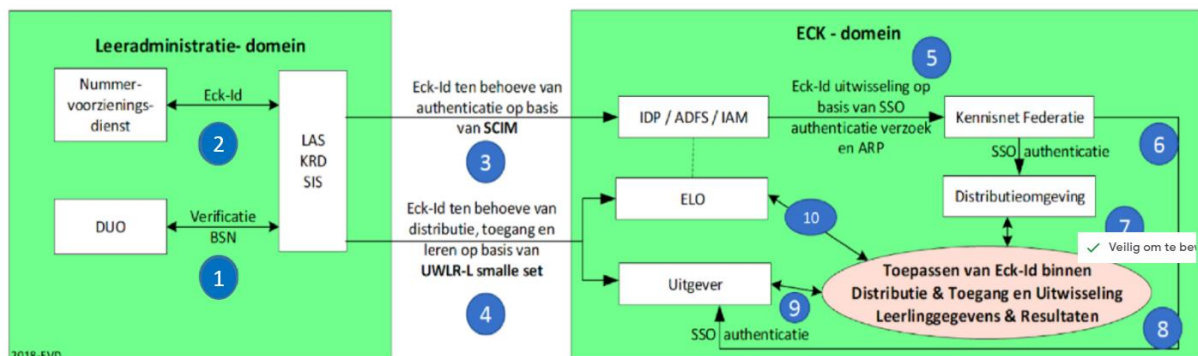 Leeradministratie- domein
Nummer-
voorzienings-
dienst
Eck-Id
2
LAS
KRD
SIS
DUO
Verificatie
BSN
1
Eck-Id ten behoeve van
authenticatie op basis
van SCIM
3
Eck-Id ten behoeve van
distributie, toegang en
leren op basis van
UWLR-L smalle set
4
ECK - domein
5
IDP / ADFS / IAM
Eck-Id uitwisseling op
basis van SSO
authenticatie verzoek
en ARP
Kennisnet Federatie
6
SSO authenticatie
ELO
10
Distributieomgeving
7
Veilig om te be
Uitgever
9
Toepassen van Eck-Id binnen
Distributie & Toegang en Uitwisseling
Leerlinggegevens & Resultaten
SSO authenticatie
8